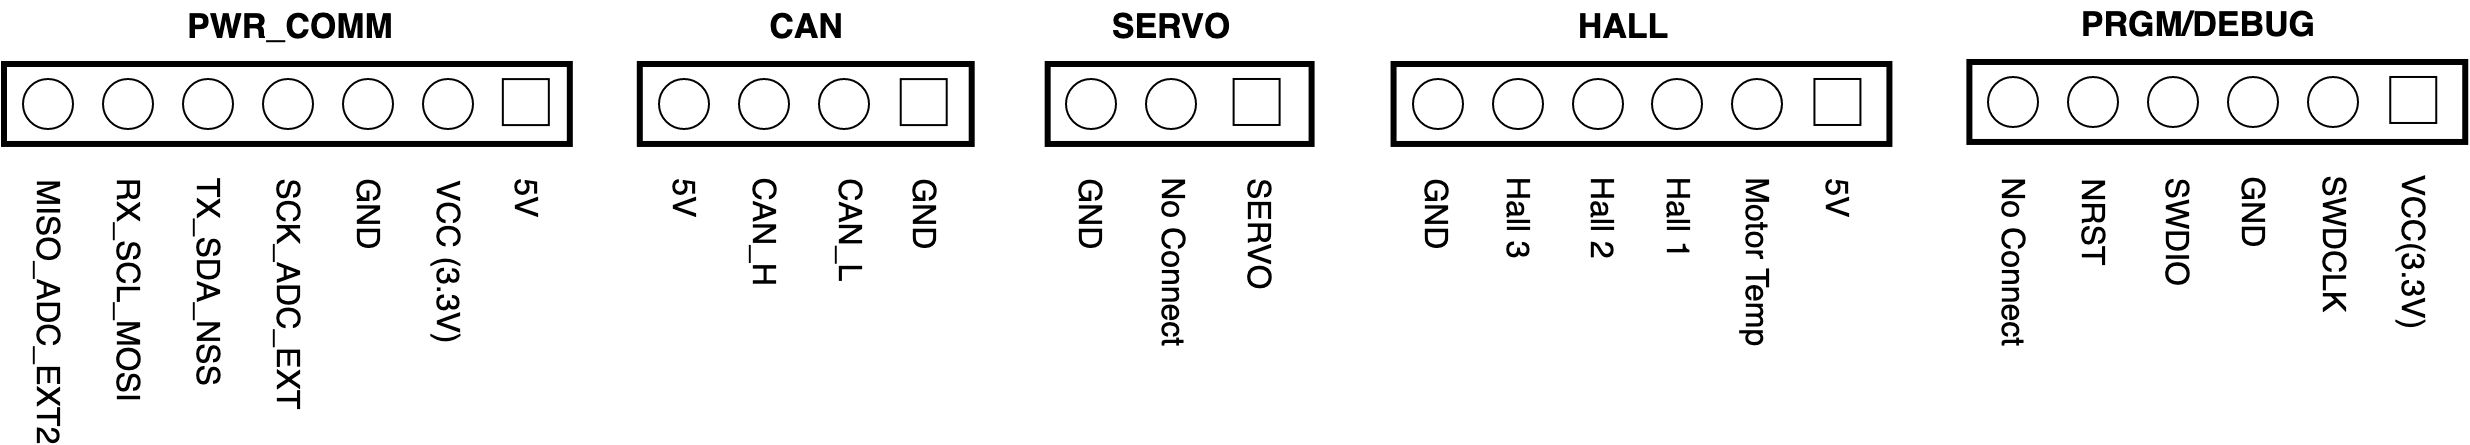 PWR_COMM
MISO_ADC_EXT2
RX_SCL_MOSI
TX_SDA_NSS
SCK_ADC_EXT
GND
VCC (3.3V)
5V
CAN
5V
CAN_H
CAN_L
GND
SERVO
GND
No Connect
SERVO
HALL
GND
Hall 3
Hall 2
Hall 1
Motor Temp
5V
PRGM/DEBUG
No Connect
NRST
SWDIO
GND
SWDCLK
VCC(3.3V)